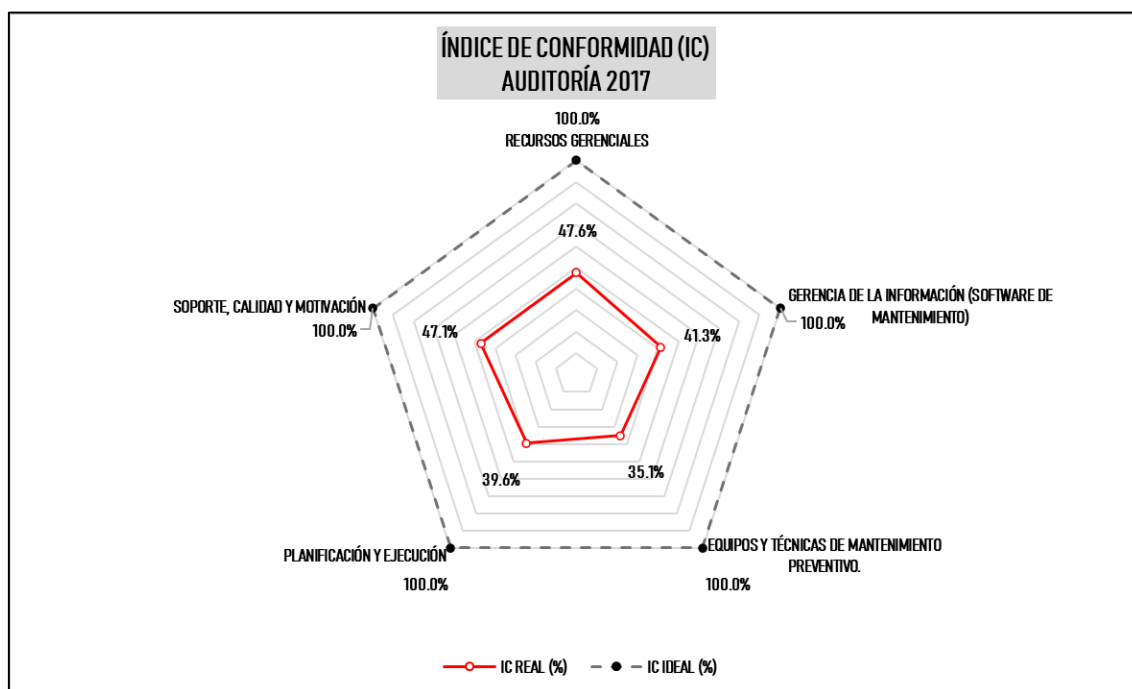 ÍNDICE DE CONFORMIDAD (IC)
AUDITORÍA 2017
100.0%
RECURSOS GERENCIALES
47.6%
SOPORTE, CALIDAD Y MOTIVACIÓN
100.0%
47.1%
41.3%
GERENCIA DE LA INFORMACIÓN (SOFTWARE DE
MANTENIMIENTO)
100.0%
39.6%
35.1%
PLANIFICACIÓN Y EJECUCIÓN
100.0%
EQUIPOS Y TÉCNICAS DE MANTENIMIENTO
PREVENTIVO.
100.0%
IC REAL (%)
IC IDEAL (%)